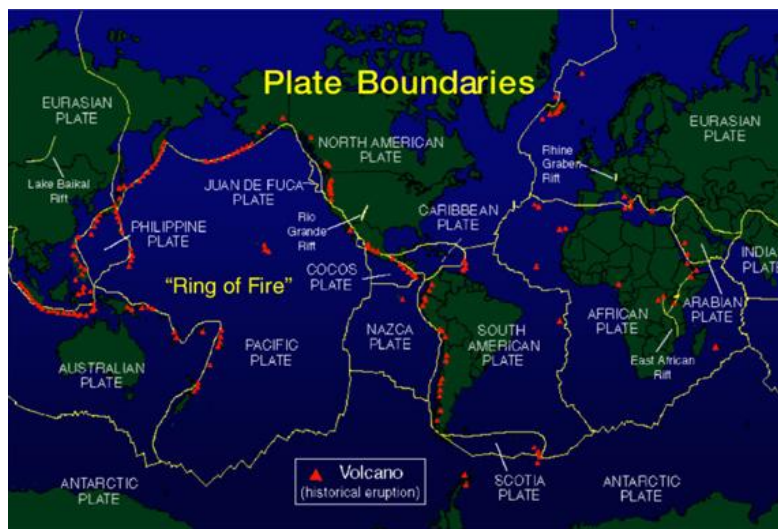 Plate Boundaries
EURASIAN
PLATE
Lake Baikal
Rift
PHILIPPINE
PLATE
NORTH AMERICAN
PLATE
JUAN DE FUCA
PLATE
Rio
Grande
Rift
CARIBBEAN
PLATE
COCOS
PLATE
"Ring of Fire"
Rhine
Graben
Rift
EURASIAN
PLATE
INDIA
PLATE
ARABIAN
PLATE
AFRICAN
PLATE
East African
Rift
AUSTRALIAN
PLATE
PACIFIC
PLATE
NAZCA
PLATE
SOUTH
AMERICAN
PLATE
ANTARCTIC
PLATE
Volcano
(historical eruption)
SCOTIA
PLATE
ANTARCTIC
PLATE